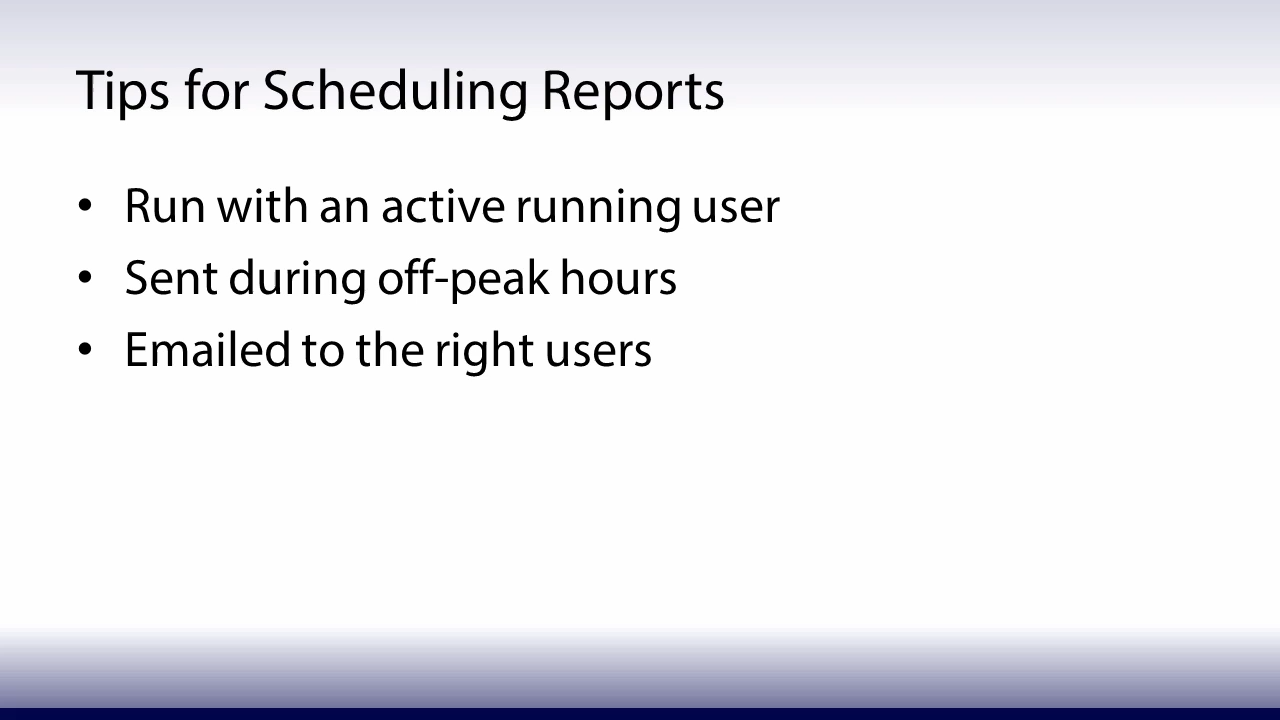 Tips for Scheduling Reports
• Run with an active running user
• Sent during off-peak hours
• Emailed to the right users